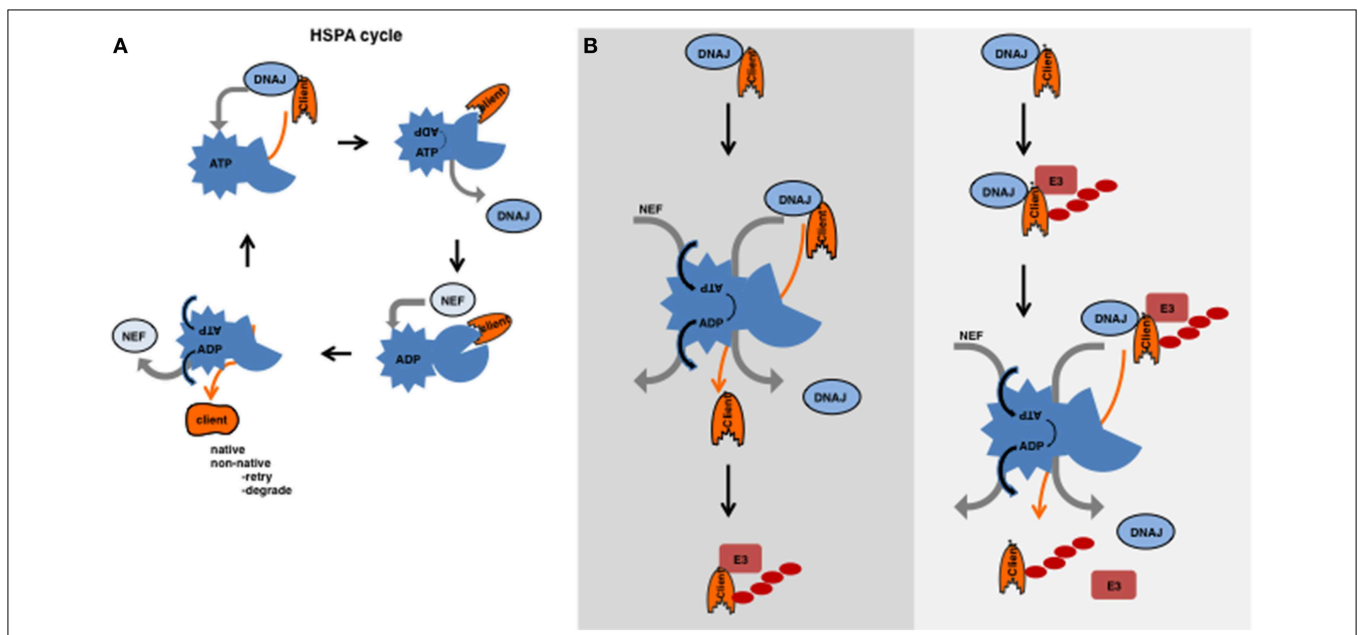 A
HSPA cycle
DNAJ
Client
ATP
ADP
ATP
client
DNAJ
NEF
client
ADP
ATP
ADP
NEF
client
native
non-native
-retry
-degrade
B
DNAJ
-Client
NEF
DNAJ
Client
ATP
ADP
DNAJ
-Client
E3
-Client
DNAJ
-Client
DNAJ
E3
-Client
NEF
DNAJ
E3
-Client
ATP
ADP
DNAJ
-Client
E3